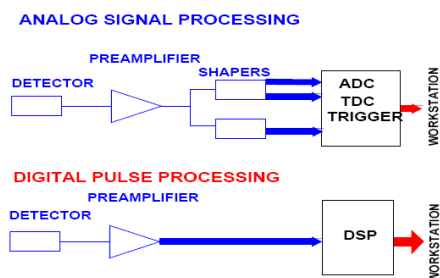 ANALOG SIGNAL PROCESSING
PREAMPLIFIER
SHAPERS
DETECTOR
ADC
TDC
TRIGGER
WORKSTATION
DIGITAL PULSE PROCESSING
PREAMPLIFIER
DETECTOR
DSP
WORKSTATION